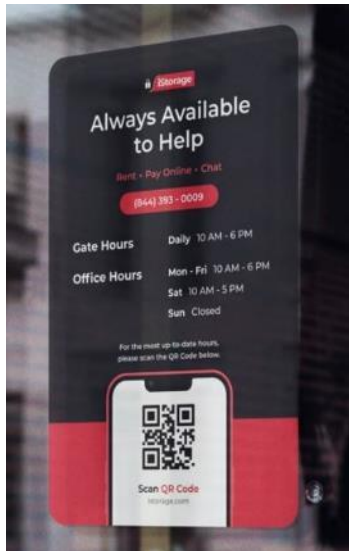 iStorage
Always Available
to Help
Rent • Pay Online • Chat
(844) 393 - 0009
Gate Hours Daily 10 AM - 6 PM
Office Hours Mon - Fri 10 AM - 6 PM
Sat 10 AM - 5 PM
Sun Closed
For the most up-to-date hours,
please scan the QR Code below.
Scan QR Code
istorage.com